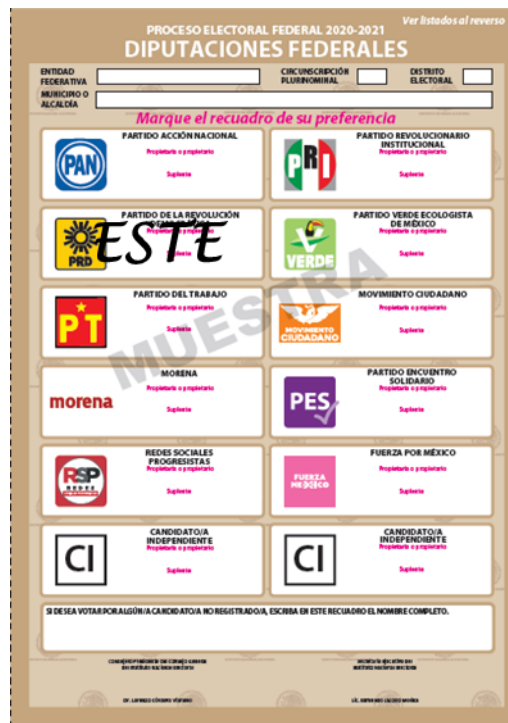 Ver listados al reverso
PROCESO ELECTORAL FEDERAL 2020-2021
DIPUTACIONES FEDERALES
ENTIDAD FEDERATIVA
CIRCUNSCRIPCIÓN PLURINOMINAL
DISTRITO ELECTORAL
MUNICIPIO O ALCALDÍA
Marque el recuadro de su preferencia
PAN
PARTIDO ACCIÓN NACIONAL
Propietaria o propietario
Suplente
PRI
PARTIDO REVOLUCIONARIO
INSTITUCIONAL
Propietaria o propietario
Suplente
PRD
PARTIDO DE LA REVOLUCIÓN
ESTE
Propietaria o propietario
Suplente
VERDE
PARTIDO VERDE ECOLOGISTA
DE MÉXICO
Propietaria o propietario
Suplente
PT
PARTIDO DEL TRABAJO
Propietaria o propietario
Suplente
MOVIMIENTO
CIUDADANO
MOVIMIENTO CIUDADANO
Propietaria o propietario
Suplente
MUESTRA
morena
MORENA
Propietaria o propietario
Suplente
PES
PARTIDO ENCUENTRO
SOLIDARIO
Propietaria o propietario
Suplente
RSP
REDES SOCIALES
PROGRESISTAS
Propietaria o propietario
Suplente
FUERZA
MÉXICO
FUERZA POR MÉXICO
Propietaria o propietario
Suplente
CI
CANDIDATO/A
INDEPENDIENTE
Propietaria o propietario
Suplente
CI
CANDIDATO/A
INDEPENDIENTE
Propietaria o propietario
Suplente
SI DESEA VOTAR POR ALGÚN/A CANDIDATO/A NO REGISTRADO/A, ESCRIBA EN ESTE RECUADRO EL NOMBRE COMPLETO.